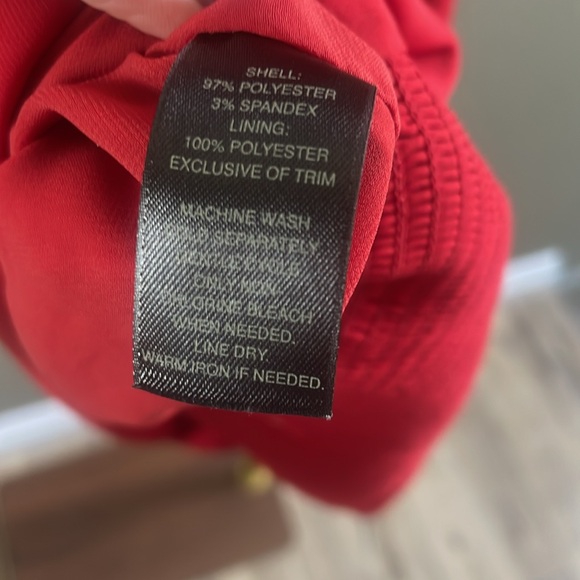 SHELL:
97% POLYESTER
3% SPANDEX
LINING:
100% POLYESTER
EXCLUSIVE OF TRIM
MACHINE WASH
SEPARATELY
CYCLE
ONLY NON
CHLORINE BLEACH
WHEN NEEDED.
LINE DRY.
WARM IRON IF NEEDED.